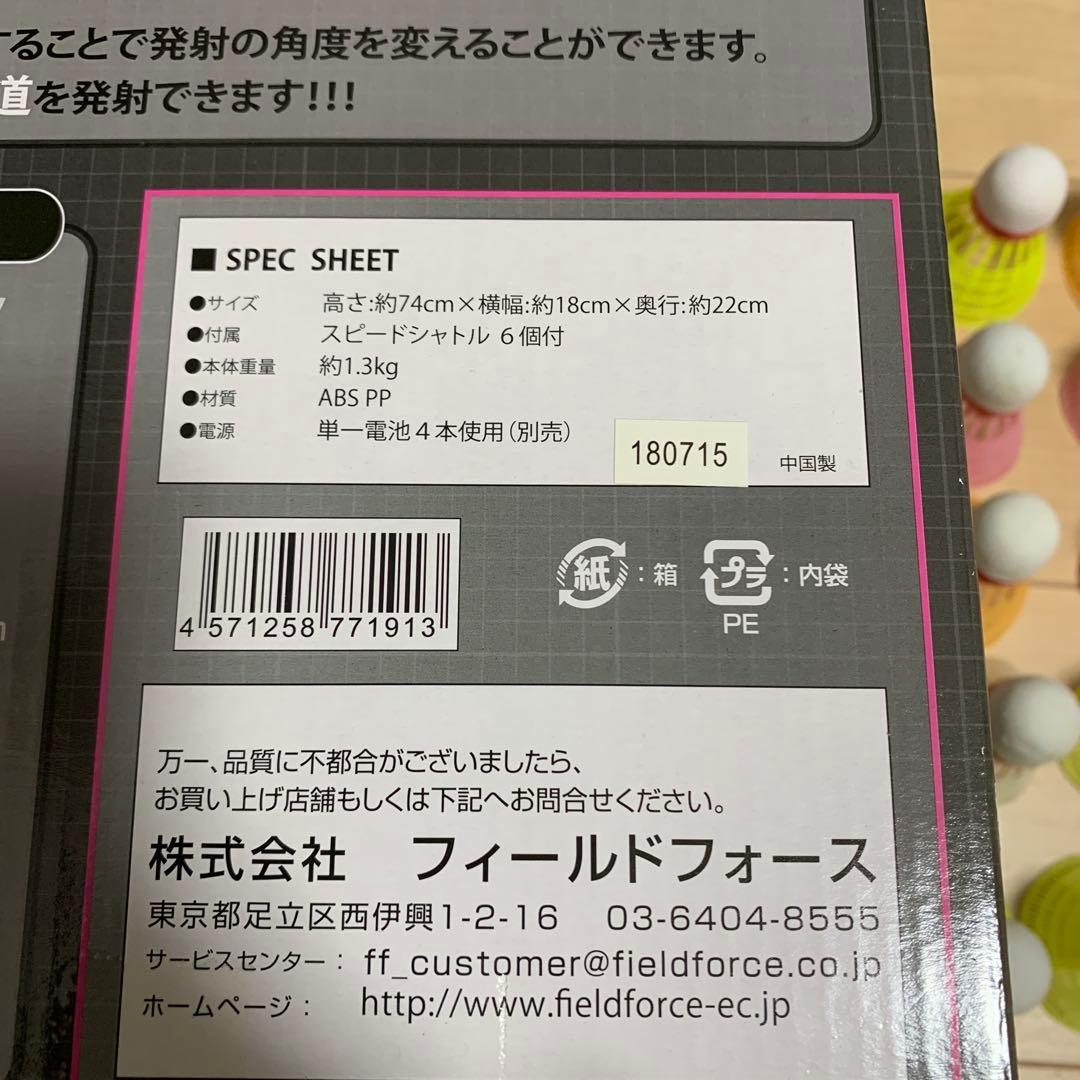 することで発射の角度を変えることができます。
道を発射できます!!!
■ SPEC SHEET
●サイズ 高さ:約74cm×横幅:約18cm×奥行:約22cm
●付属 スピードシャトル 6個付
●本体重量 約1.3kg
●材質 ABS PP
●電源 単一電池4本使用(別売)
180715 中国製
4 571258 771913
紙 : 箱 プラ : 内袋
PE
万一、品質に不都合がございましたら、
お買い上げ店舗もしくは下記へお問合せください。
株式会社 フィールドフォース
東京都足立区西伊興1-2-16 03-6404-8555
サービスセンター : ff_customer@fieldforce.co.jp
ホームページ : http://www.fieldforce-ec.jp